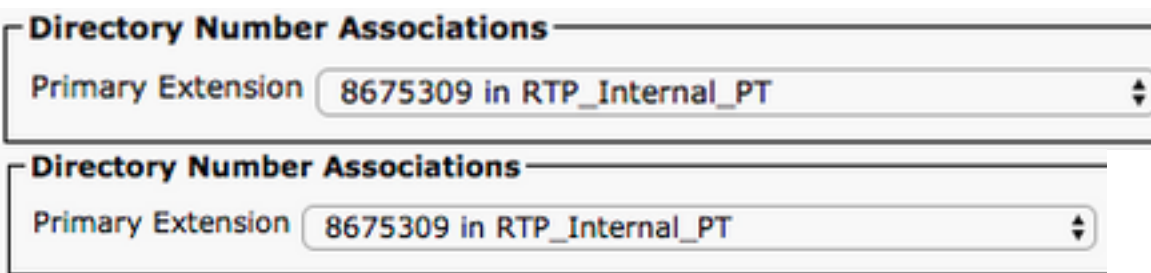 Directory Number Associations
Primary Extension 8675309 in RTP_Internal_PT
Directory Number Associations
Primary Extension 8675309 in RTP_Internal_PT